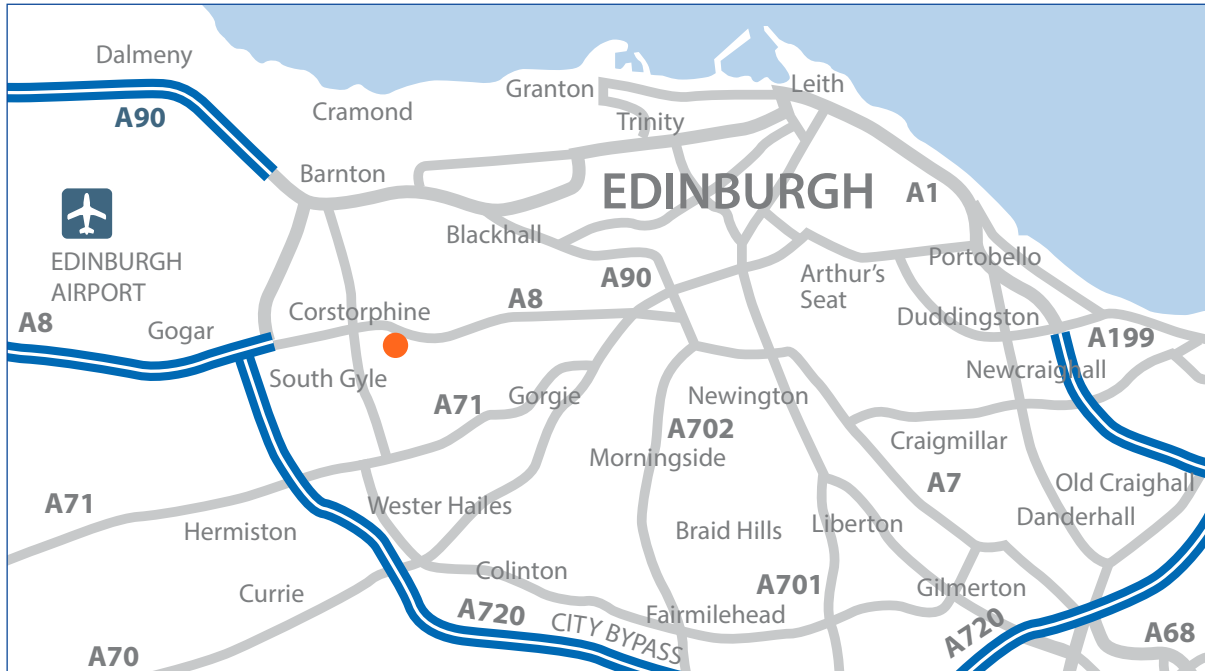 Dalmeny
A90
Cramond
Granton
Leith
Trinity
Barnton
EDINBURGH
A1
Blackhall
EDINBURGH
AIRPORT
A90
Portobello
Arthur's
Seat
A8
A8
Corstorphine
Gogar
Duddingston
A199
South Gyle
Newcraighall
A71
Gorgie
Newington
A702
Craigmillar
Morningside
A7
Old Craighall
A71
Wester Hailes
Danderhall
Hermiston
Braid Hills
Liberton
Colinton
Currie
A701
Gilmerton
A720
CITY BYPASS
Fairmilehead
A720
A68
A70